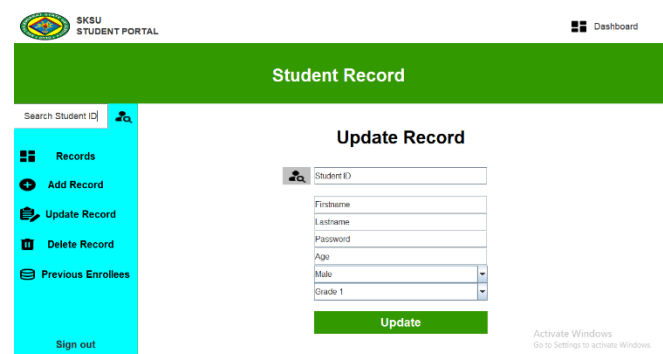 SKSU
STUDENT PORTAL
Dashboard
Student Record
Search Student ID
Records
Add Record
Update Record
Delete Record
Previous Enrollees
Sign out
Update Record
Student ID
Firstname
Lastname
Password
Age
Male
Grade 1
Update
Activate Windows
Go to Settings to activate Windows.